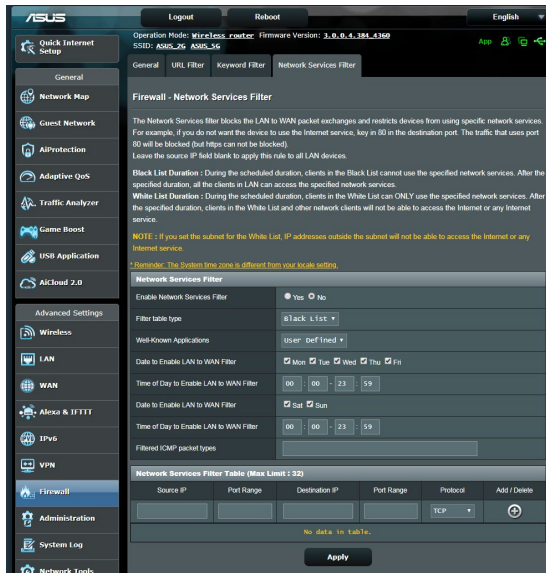 ASUS
Logout
Reboot
English
Operation Mode: Wireless router Firmware Version: 3.0.0.4.384_4360
SSID: ASUS_2G ASUS_5G
App
Quick Internet
Setup
General
Network Map
Guest Network
AiProtection
Adaptive QoS
Traffic Analyzer
Game Boost
USB Application
AiCloud 2.0
Advanced Settings
Wireless
LAN
WAN
Alexa & IFTTT
IPv6
VPN
Firewall
Administration
System Log
Network Tools
General URL Filter Keyword Filter Network Services Filter
Firewall - Network Services Filter
The Network Services filter blocks the LAN to WAN packet exchanges and restricts devices from using specific network services.
For example, if you do not want the device to use the Internet service, key in 80 in the destination port. The traffic that uses port
80 will be blocked (but https can not be blocked).
Leave the source IP field blank to apply this rule to all LAN devices.
Black List Duration : During the scheduled duration, clients in the Black List cannot use the specified network services. After the
specified duration, all the clients in LAN can access the specified network services.
White List Duration : During the scheduled duration, clients in the White List can ONLY use the specified network services. After
the specified duration, clients in the White List and other network clients will not be able to access the Internet or any Internet
service.
NOTE : If you set the subnet for the White List, IP addresses outside the subnet will not be able to access the Internet or any
Internet service.
* Reminder: The System time zone is different from your locale setting.
Network Services Filter
Enable Network Services Filter Yes No
Filter table type Black List
Well-Known Applications User Defined
Date to Enable LAN to WAN Filter Mon Tue Wed Thu Fri
Time of Day to Enable LAN to WAN Filter 00 : 00 - 23 : 59
Date to Enable LAN to WAN Filter Sat Sun
Time of Day to Enable LAN to WAN Filter 00 : 00 - 23 : 59
Filtered ICMP packet types
Network Services Filter Table (Max Limit : 32)
Source IP Port Range Destination IP Port Range Protocol Add / Delete
TCP
No data in table.
Apply